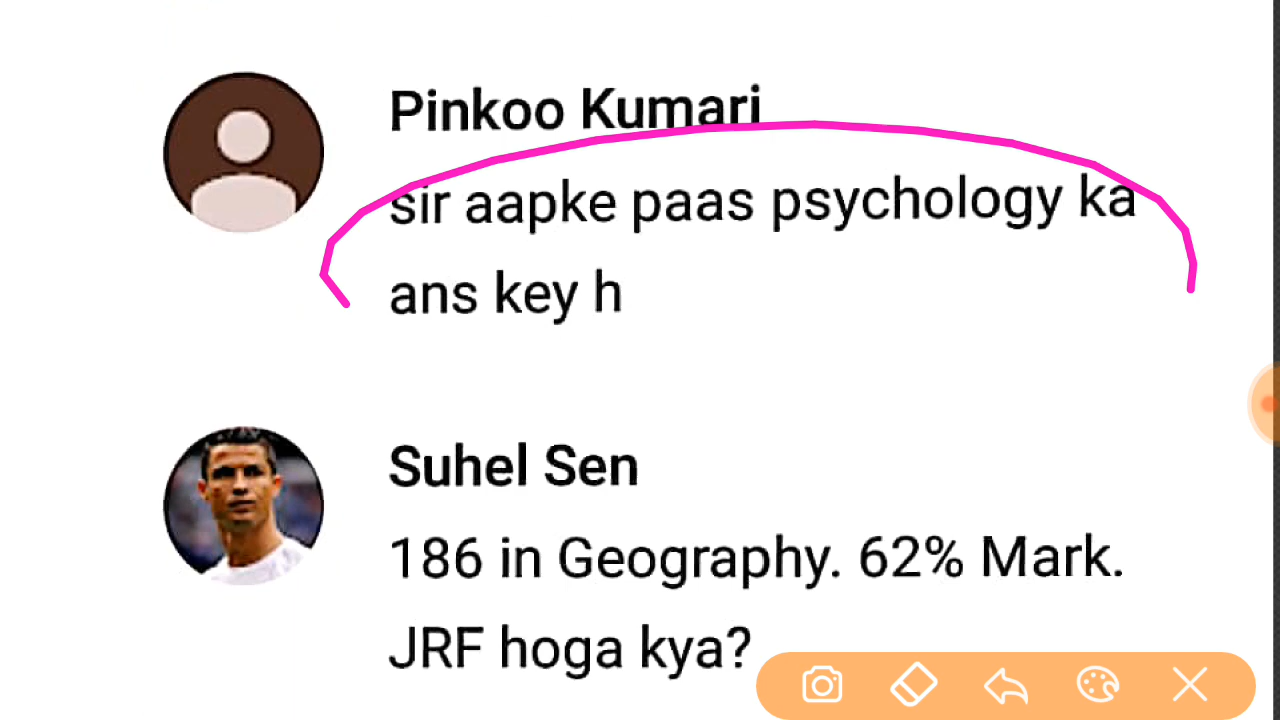 Pinkoo Kumari
sir aapke paas psychology ka
ans key h
Suhel Sen
186 in Geography. 62% Mark.
JRF hoga kya?